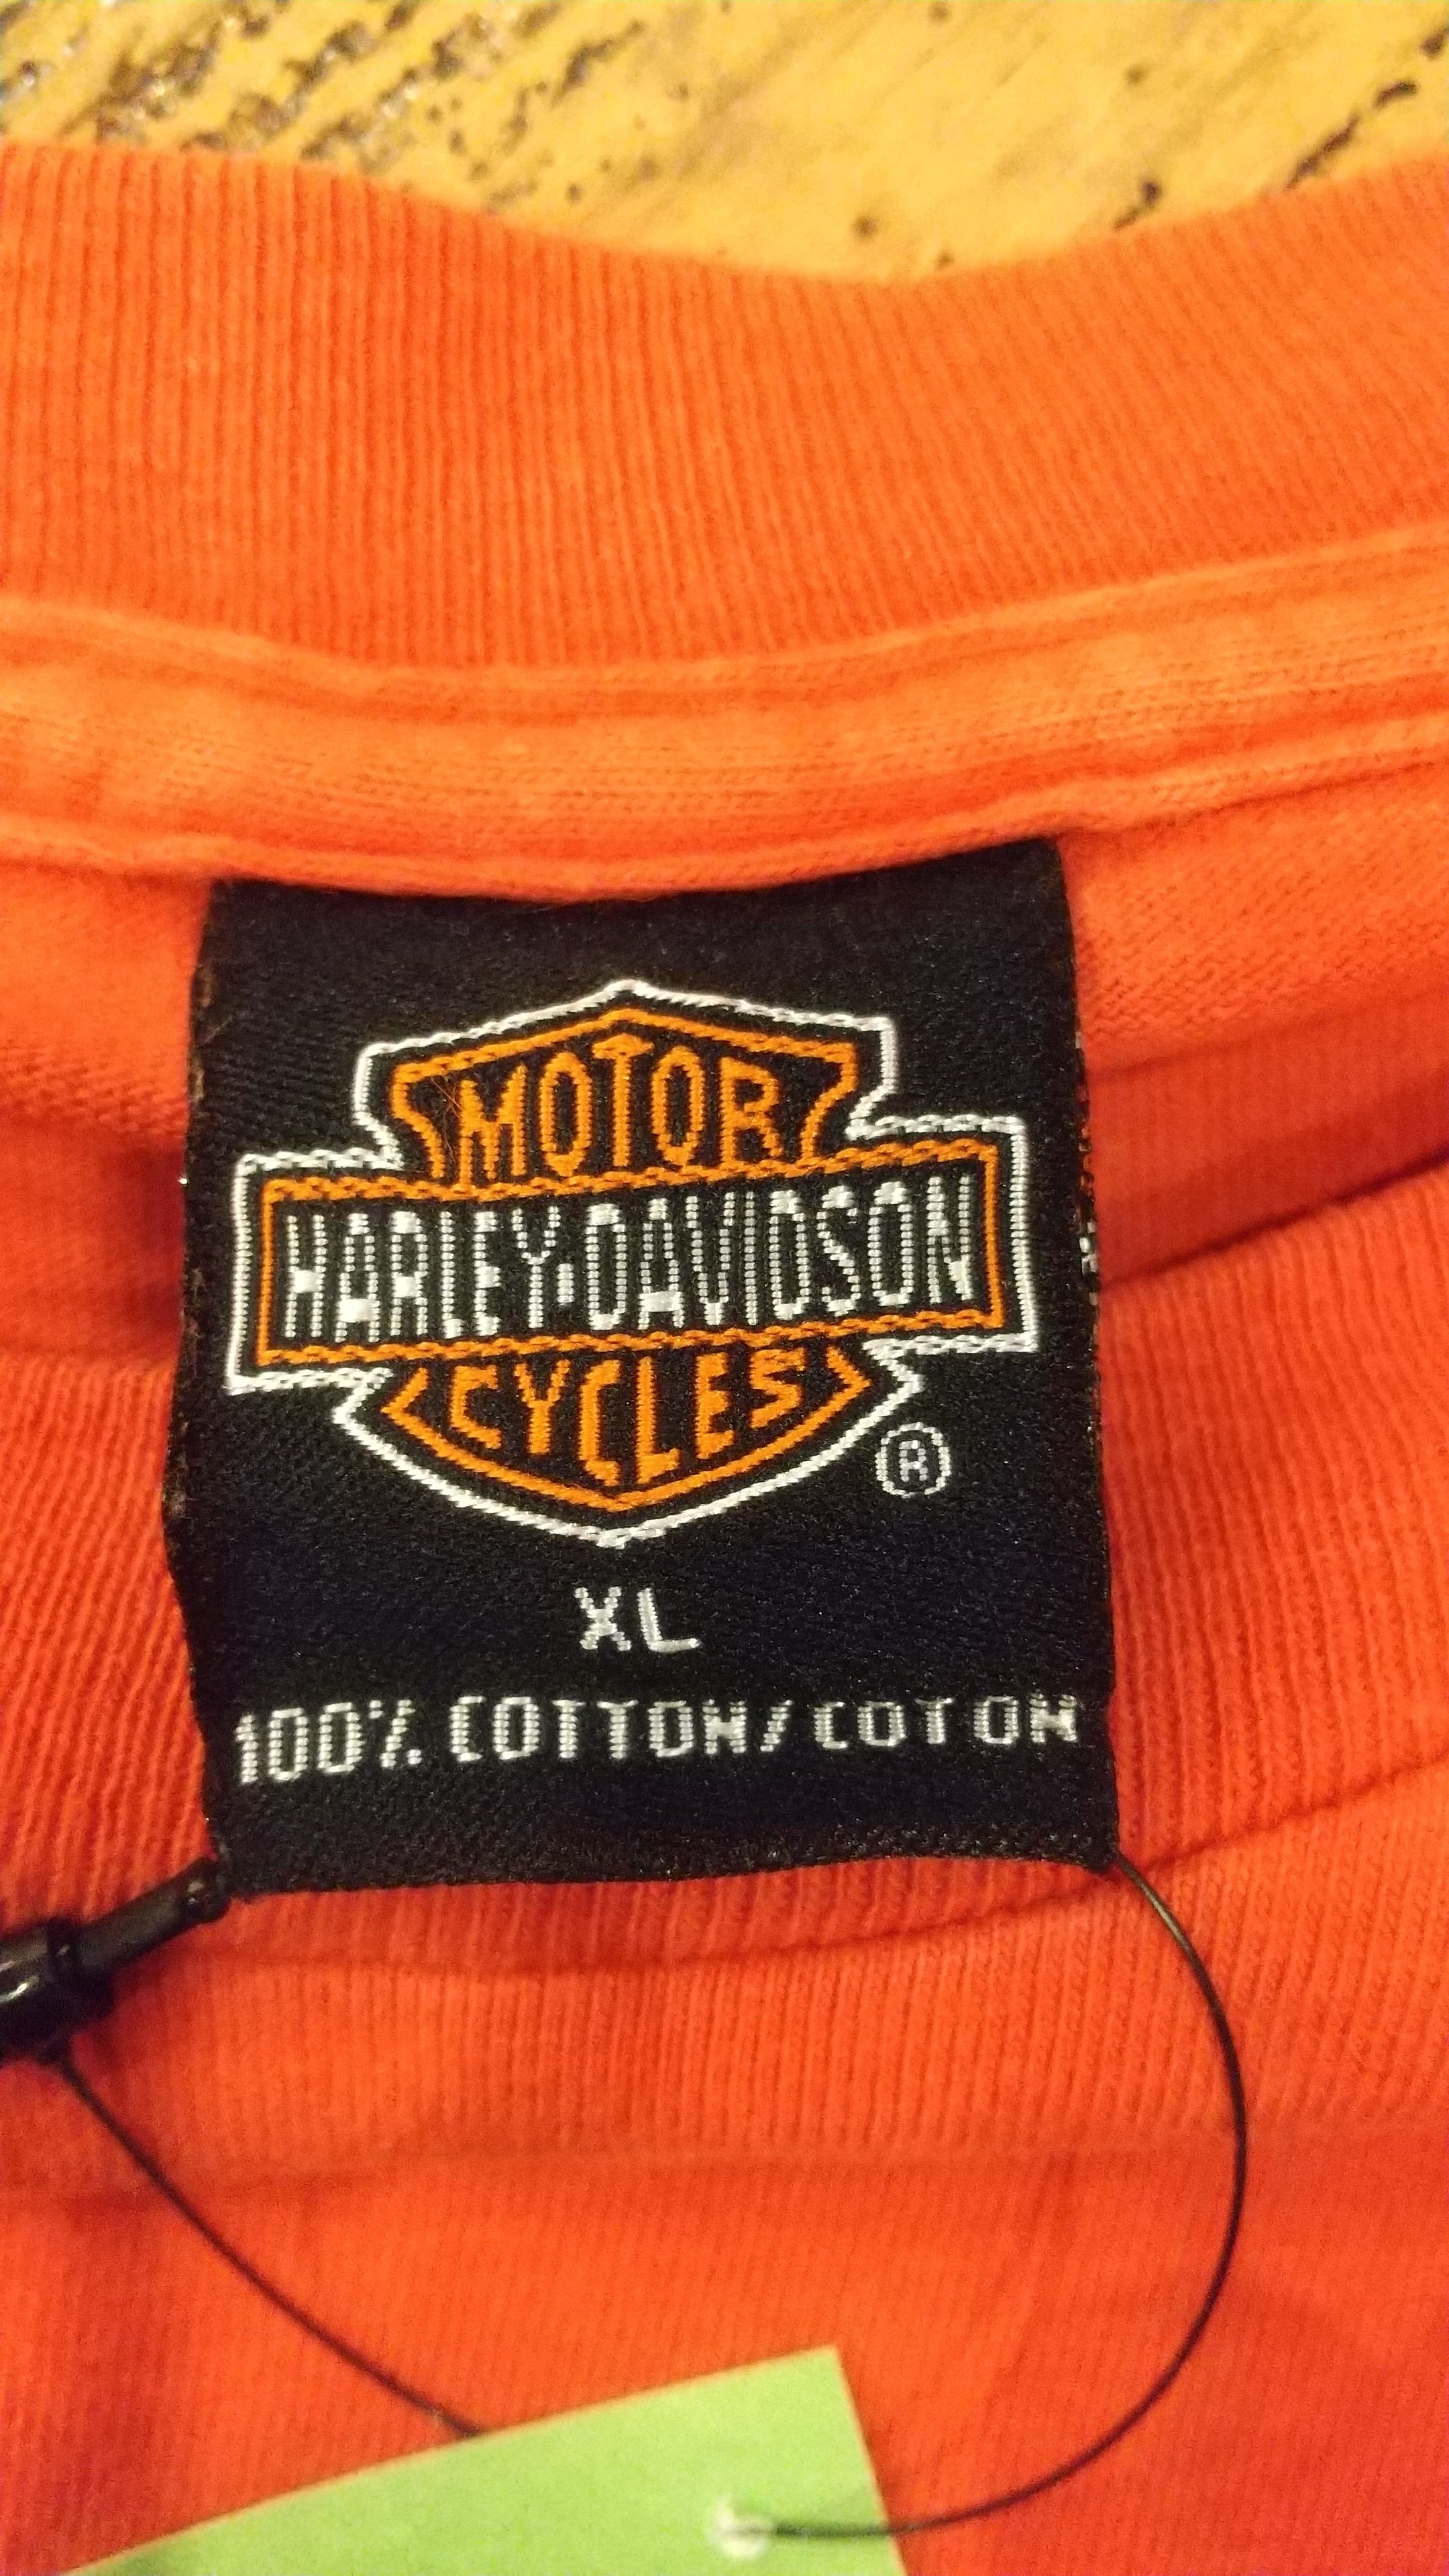 MOTOR
HARLEY-DAVIDSON
CYCLES
®
XL
100% COTTON/COTON